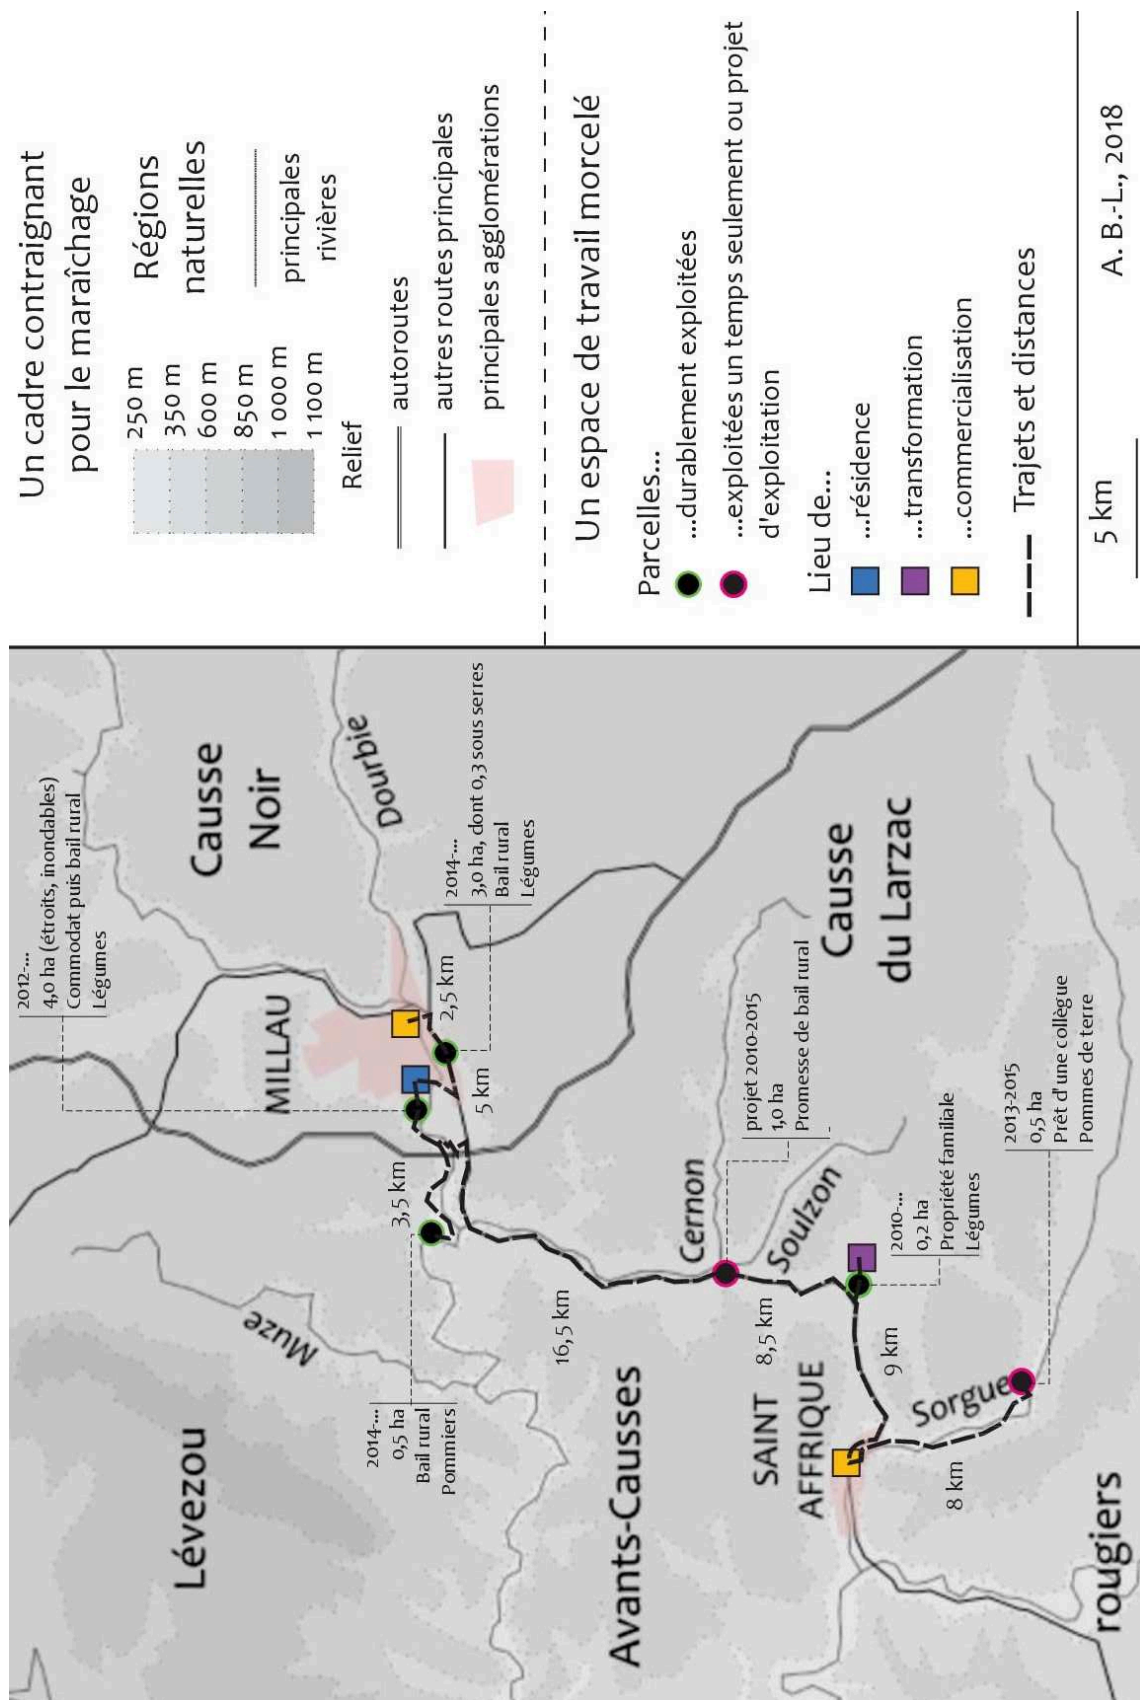 Lévezou
Muze
2014-...
0,5 ha
Bail rural
Pommiers
3,5 km
MILLAU
2012-...
4,0 ha (étroits, inondables)
Commodat puis bail rural
Légumes
Causse
Noir
Dourbie
2,5 km
5 km
2014-...
3,0 ha, dont 0,3 sous serres
Bail rural
Légumes
16,5 km
Avants-Causses
Cernon
projet 2010-2015
1,0 ha
Promesse de bail rural
Soulzon
8,5 km
Causse
du Larzac
SAINT
AFFRIQUE
9 km
2010-...
0,2 ha
Propriété familiale
Légumes
Sorgue
8 km
2013-2015
0,5 ha
Prêt d'une collègue
Pommes de terre
rougiers
Un cadre contraignant
pour le maraîchage
250 m
350 m
600 m
850 m
1 000 m
1 100 m
Relief
Régions
naturelles
principales
rivières
autoroutes
autres routes principales
principales agglomérations
Un espace de travail morcelé
Parcelles...
...durablement exploitées
...exploitées un temps seulement ou projet
d'exploitation
Lieu de...
...résidence
...transformation
...commercialisation
Trajets et distances
5 km
A. B.-L., 2018